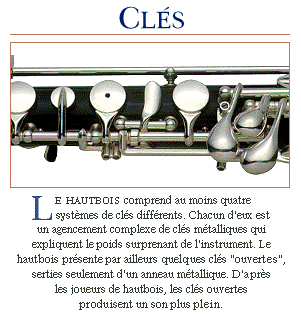 CLÉS
LE HAUTBOIS comprend au moins quatre
systèmes de clés différents. Chacun d'eux est
un agencement complexe de clés métalliques qui
expliquent le poids surprenant de l'instrument. Le
hautbois présente par ailleurs quelques clés "ouvertes",
serties seulement d'un anneau métallique. D'après
les joueurs de hautbois, les clés ouvertes
produisent un son plus plein.